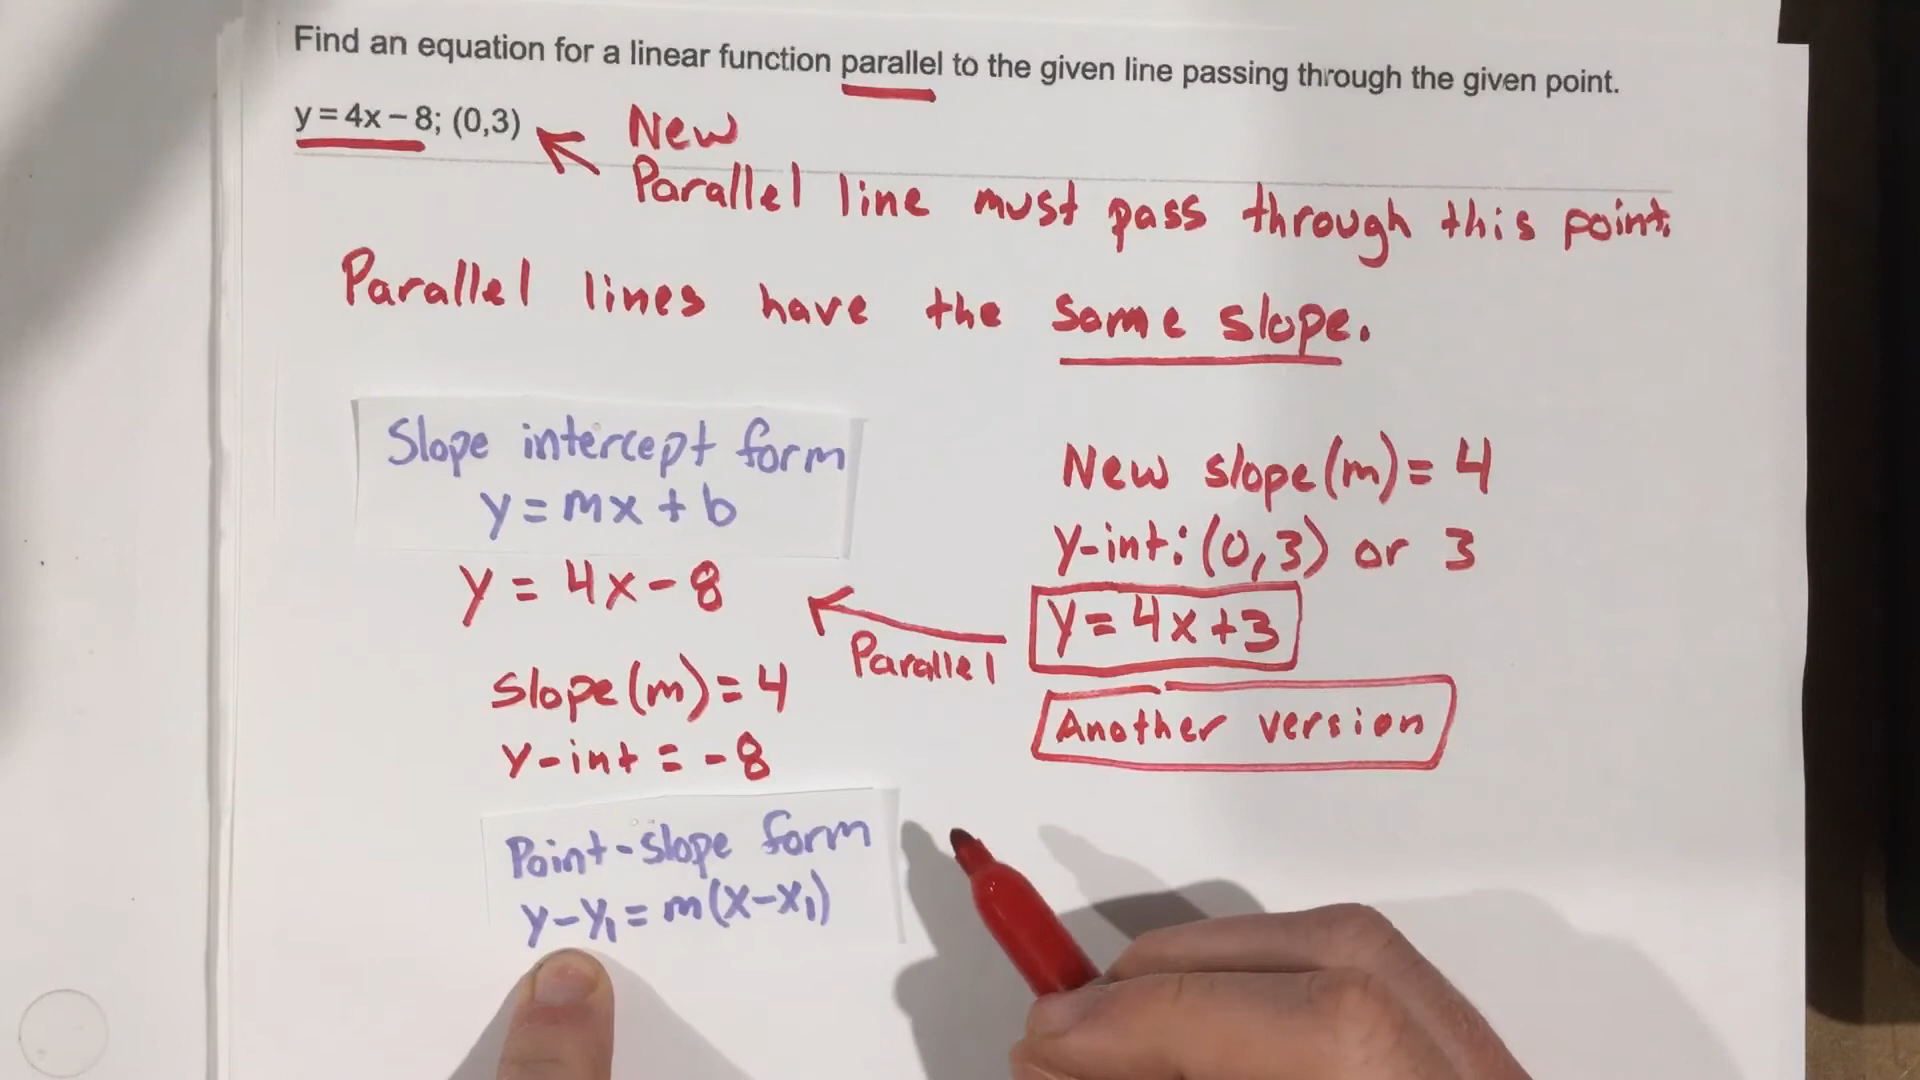 Find an equation for a linear function parallel to the given line passing through the given point.
y = 4x − 8; (0,3)
New
Parallel line must pass through this point.
Parallel lines have the same slope.
Slope intercept form
y = mx + b
y = 4x - 8
Slope (m) = 4
y-int = -8
Parallel
New slope (m) = 4
y-int: (0,3) or 3
y = 4x + 3
Another version
Point-slope form
y-y₁ = m(x-x₁)